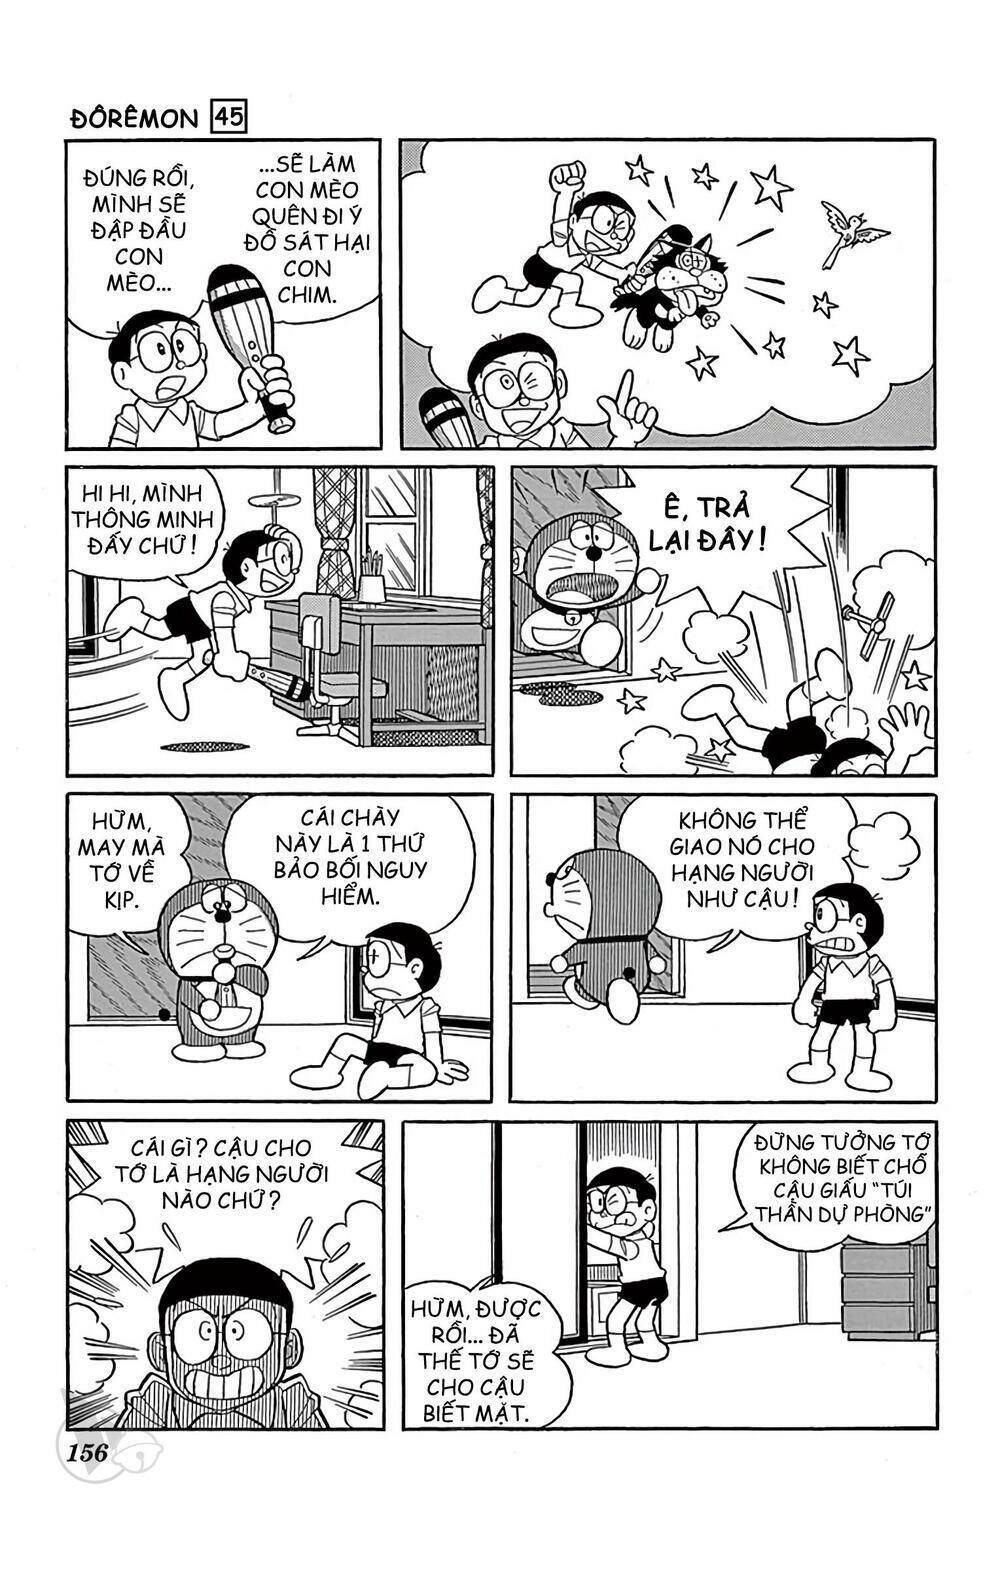 ĐÔRÊMON 45
ĐÚNG RỒI,
MÌNH SẼ
ĐẬP ĐẦU
CON
MÈO...
...SẼ LÀM
CON MÈO
QUÊN ĐI Ý
ĐỒ SÁT HẠI
CON
CHIM.
HI HI, MÌNH
THÔNG MINH
ĐẤY CHỨ!
Ê, TRẢ
LẠI ĐÂY!
HỪM,
MAY MÀ
TỚ VỀ
KỊP.
CÁI CHÀY
NÀY LÀ 1 THỨ
BẢO BỐI NGUY
HIỂM.
KHÔNG THỂ
GIAO NÓ CHO
HẠNG NGƯỜI
NHƯ CẬU!
CÁI GÌ? CẬU CHO
TỚ LÀ HẠNG NGƯỜI
NÀO CHỨ?
HỪM, ĐƯỢC
RỒI... ĐÃ
THẾ TỚ SẼ
CHO CẬU
BIẾT MẶT.
ĐỪNG TƯỞNG TỚ
KHÔNG BIẾT CHỖ
CẬU GIẤU "TÚI
THẦN DỰ PHÒNG"
156